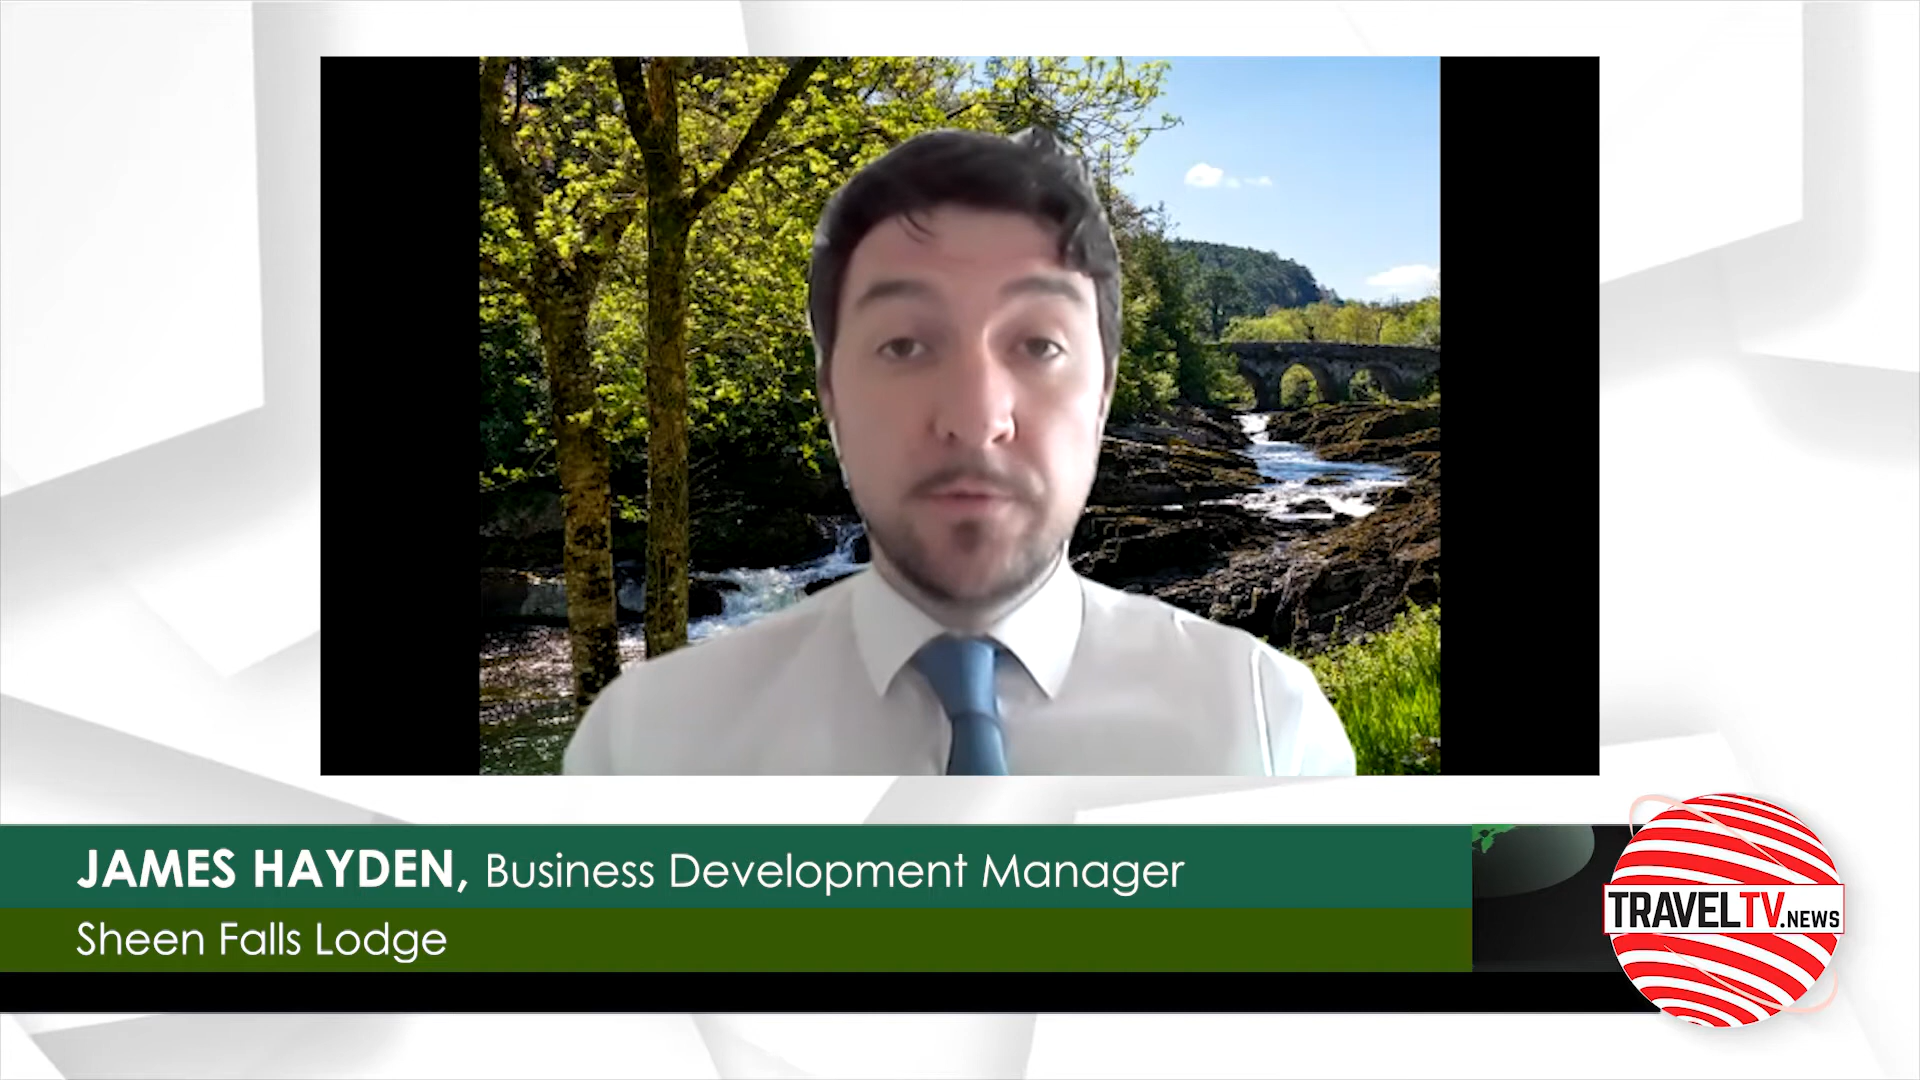 JAMES HAYDEN, Business Development Manager
Sheen Falls Lodge
TRAVELTV.NEWS